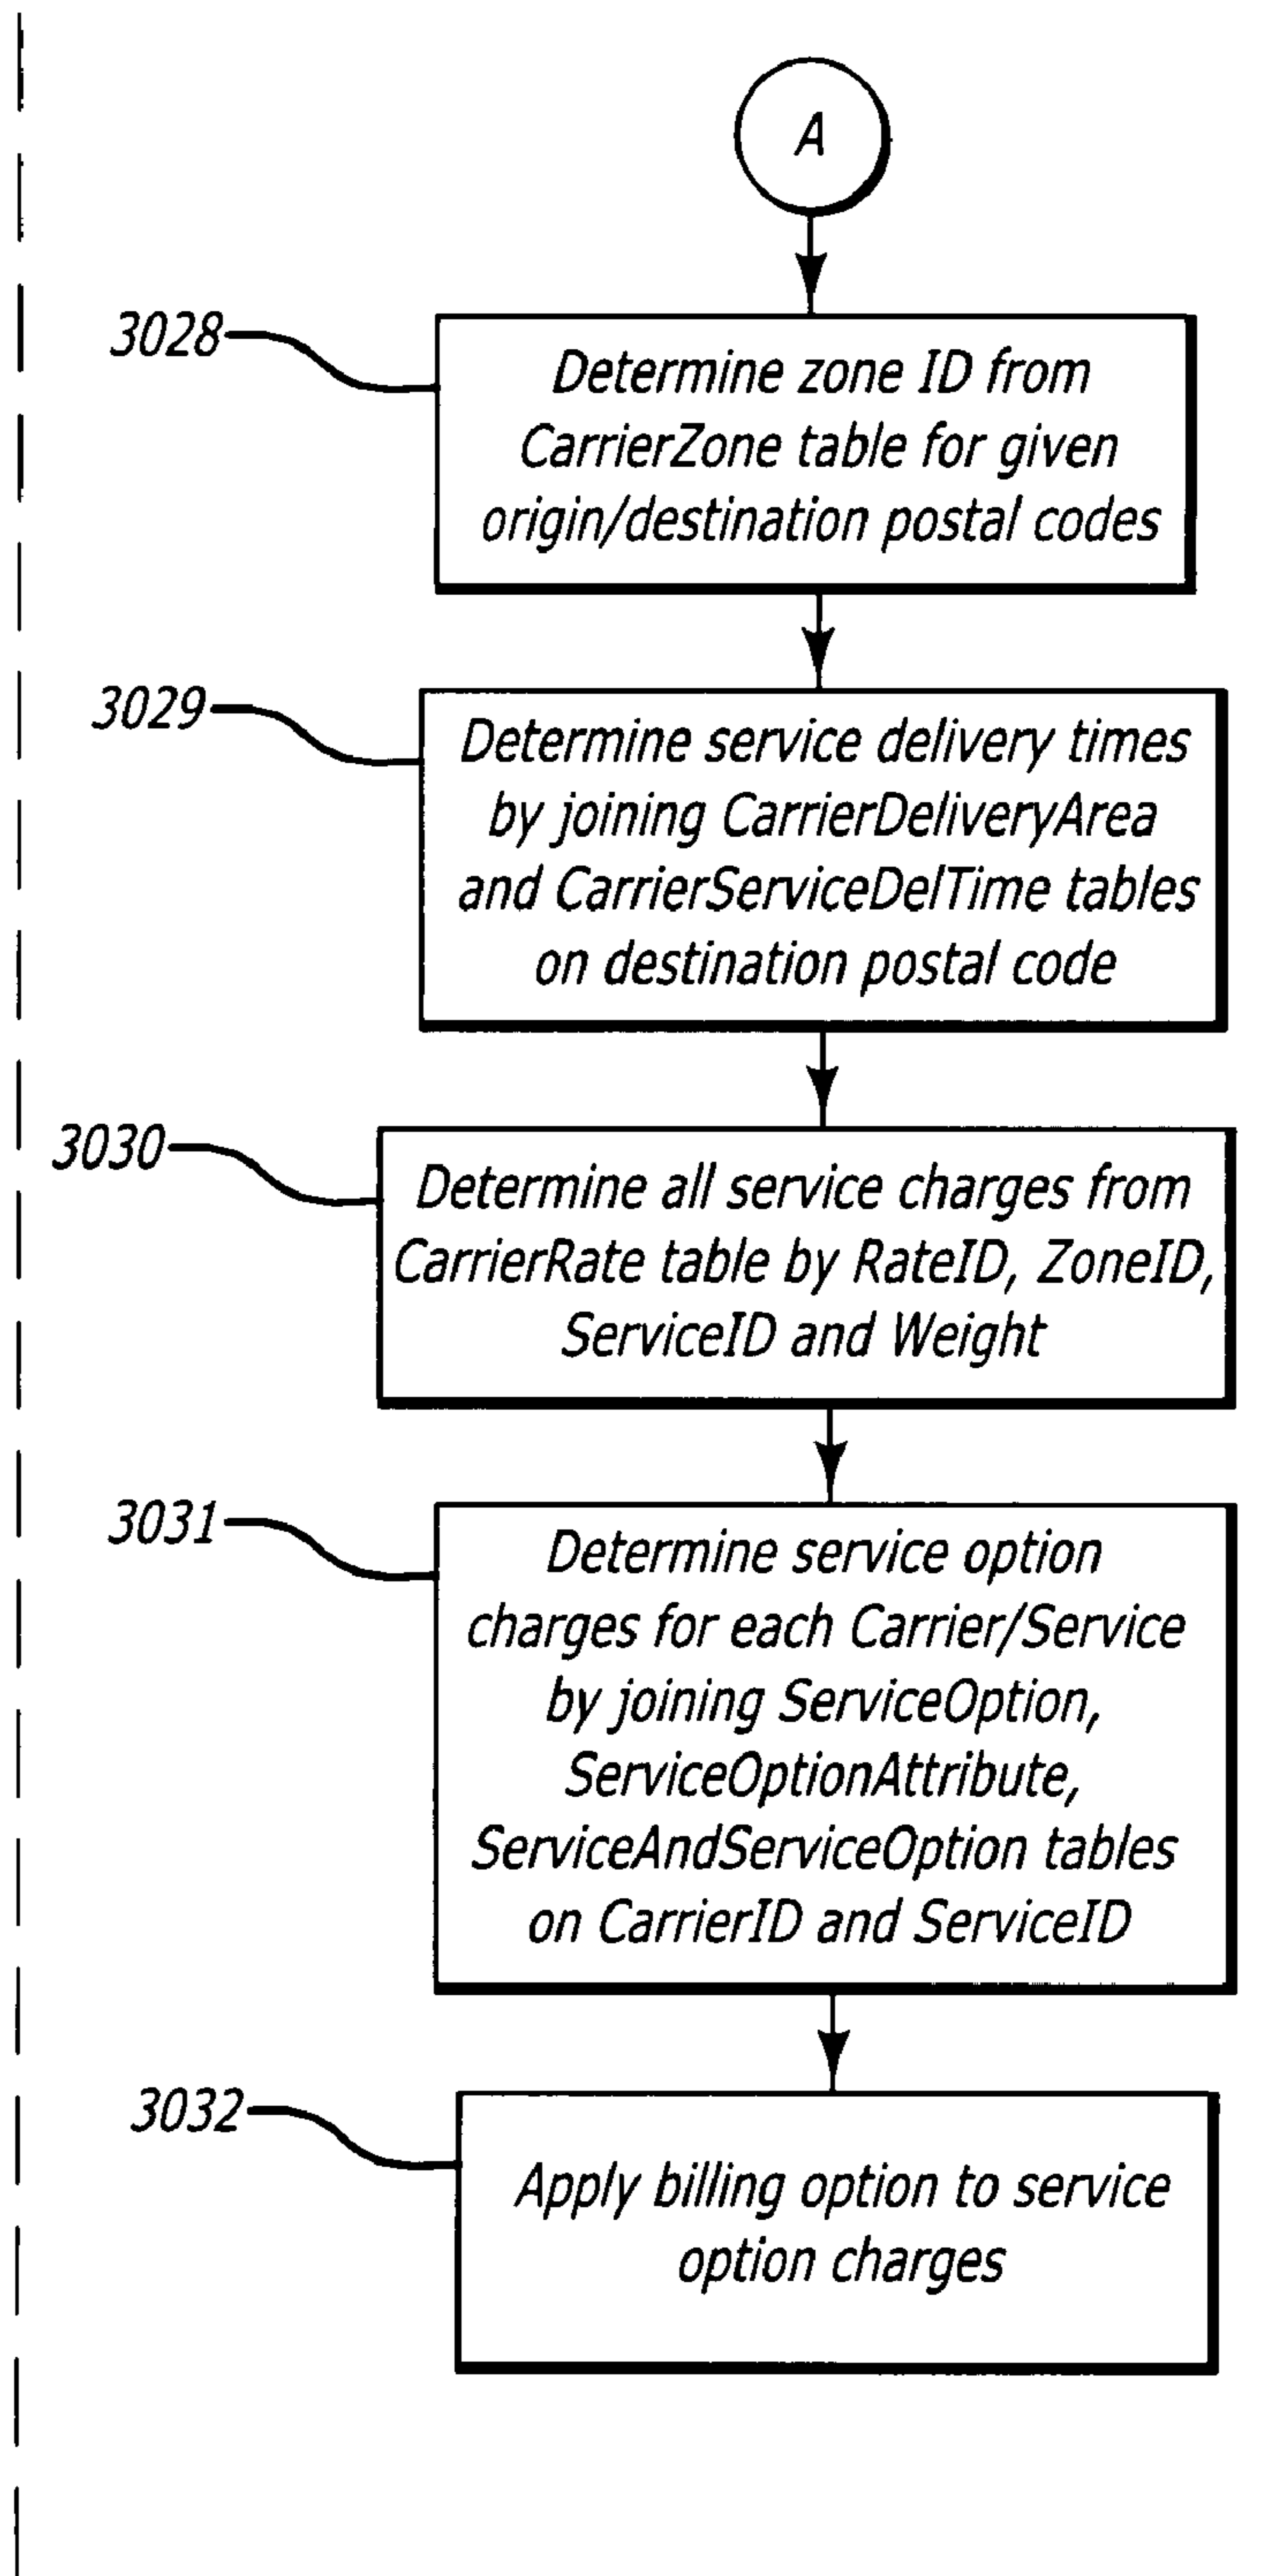 A
3028
Determine zone ID from
CarrierZone table for given
origin/destination postal codes
3029
Determine service delivery times
by joining CarrierDeliveryArea
and CarrierServiceDelTime tables
on destination postal code
3030
Determine all service charges from
CarrierRate table by RateID, ZoneID,
ServiceID and Weight
3031
Determine service option
charges for each Carrier/Service
by joining ServiceOption,
ServiceOptionAttribute,
ServiceAndServiceOption tables
on CarrierID and ServiceID
3032
Apply billing option to service
option charges